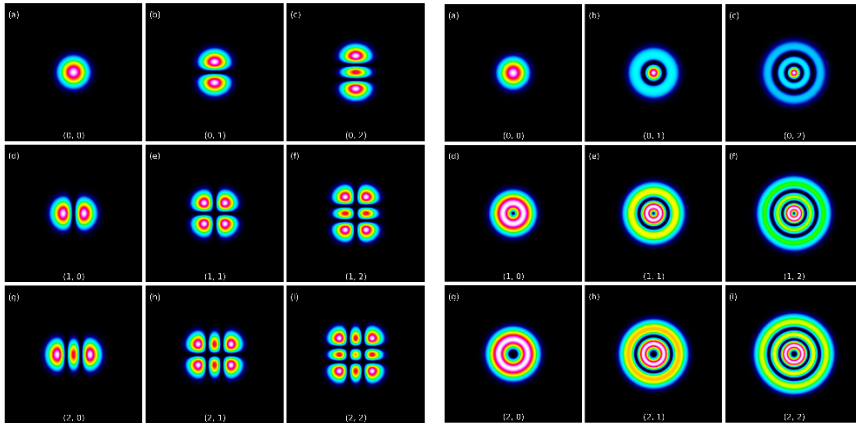 (a) (b) (c)
(0, 0) (0, 1) (0, 2)
(d) (e) (f)
(1, 0) (1, 1) (1, 2)
(g) (h) (i)
(2, 0) (2, 1) (2, 2)
(a) (b) (c)
(0, 0) (0, 1) (0, 2)
(d) (e) (f)
(1, 0) (1, 1) (1, 2)
(g) (h) (i)
(2, 0) (2, 1) (2, 2)